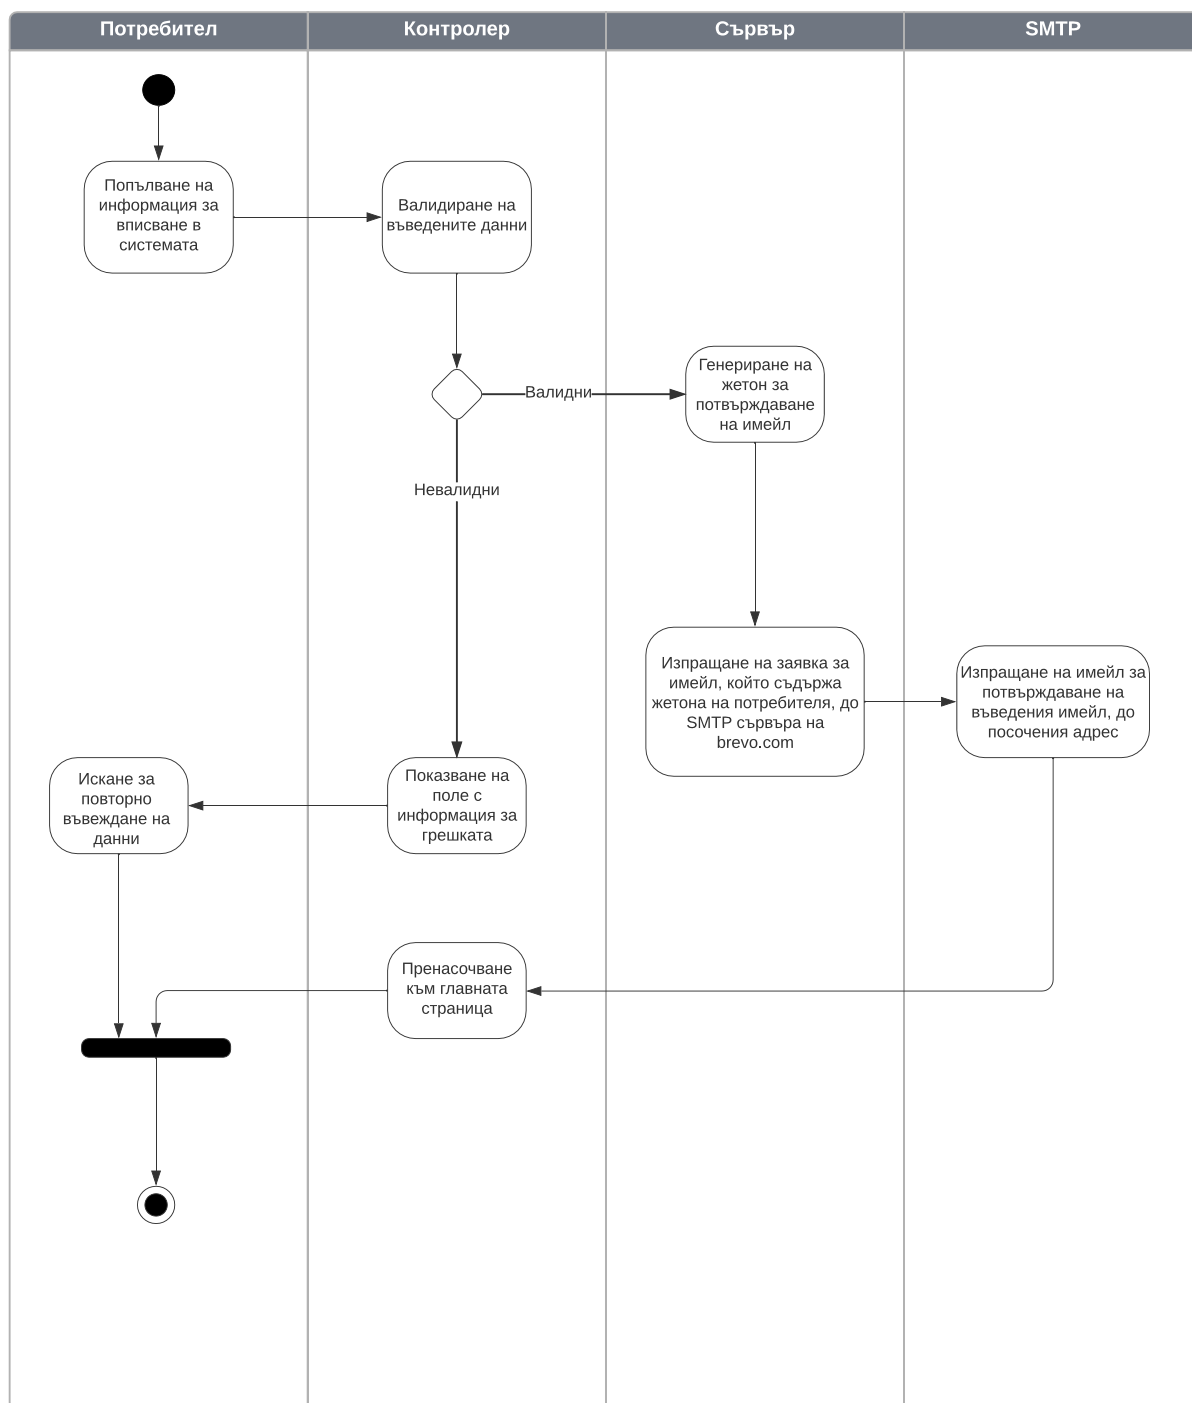 Потребител
Контролер
Сървър
SMTP
Попълване на
информация за
вписване в
системата
Валидиране на
въведените данни
Валидни
Генериране на
жетон за
потвърждаване
на имейл
Невалидни
Изпращане на заявка за
имейл, който съдържа
жетона на потребителя, до
SMTP сървъра на
brevo.com
Изпращане на имейл за
потвърждаване на
въведения имейл, до
посочения адрес
Искане за
повторно
въвеждане на
данни
Показване на
поле с
информация за
грешката
Пренасочване
към главната
страница